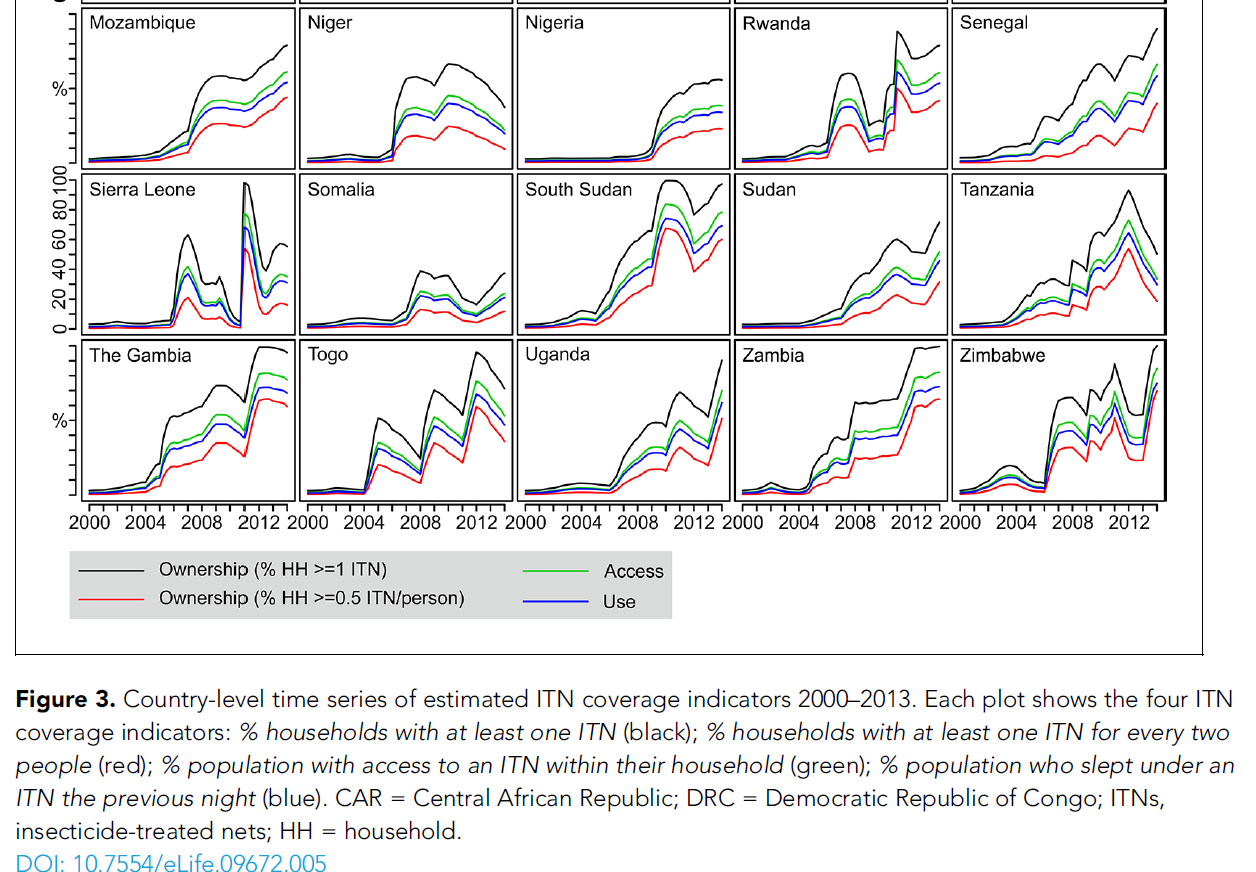 Mozambique Niger Nigeria Rwanda Senegal
%
Sierra Leone Somalia South Sudan Sudan Tanzania
0 20 40 60 80 100
The Gambia Togo Uganda Zambia Zimbabwe
%
2000 2004 2008 2012 2000 2004 2008 2012 2000 2004 2008 2012 2000 2004 2008 2012 2000 2004 2008 2012
Ownership (% HH >=1 ITN) Access
Ownership (% HH >=0.5 ITN/person) Use
Figure 3. Country-level time series of estimated ITN coverage indicators 2000–2013. Each plot shows the four ITN
coverage indicators: % households with at least one ITN (black); % households with at least one ITN for every two
people (red); % population with access to an ITN within their household (green); % population who slept under an
ITN the previous night (blue). CAR = Central African Republic; DRC = Democratic Republic of Congo; ITNs,
insecticide-treated nets; HH = household.
DOI: 10.7554/eLife.09672.005